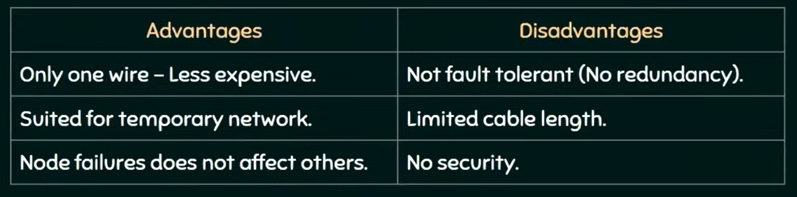 Advantages
Disadvantages
Only one wire – Less expensive.
Not fault tolerant (No redundancy).
Suited for temporary network.
Limited cable length.
Node failures does not affect others.
No security.